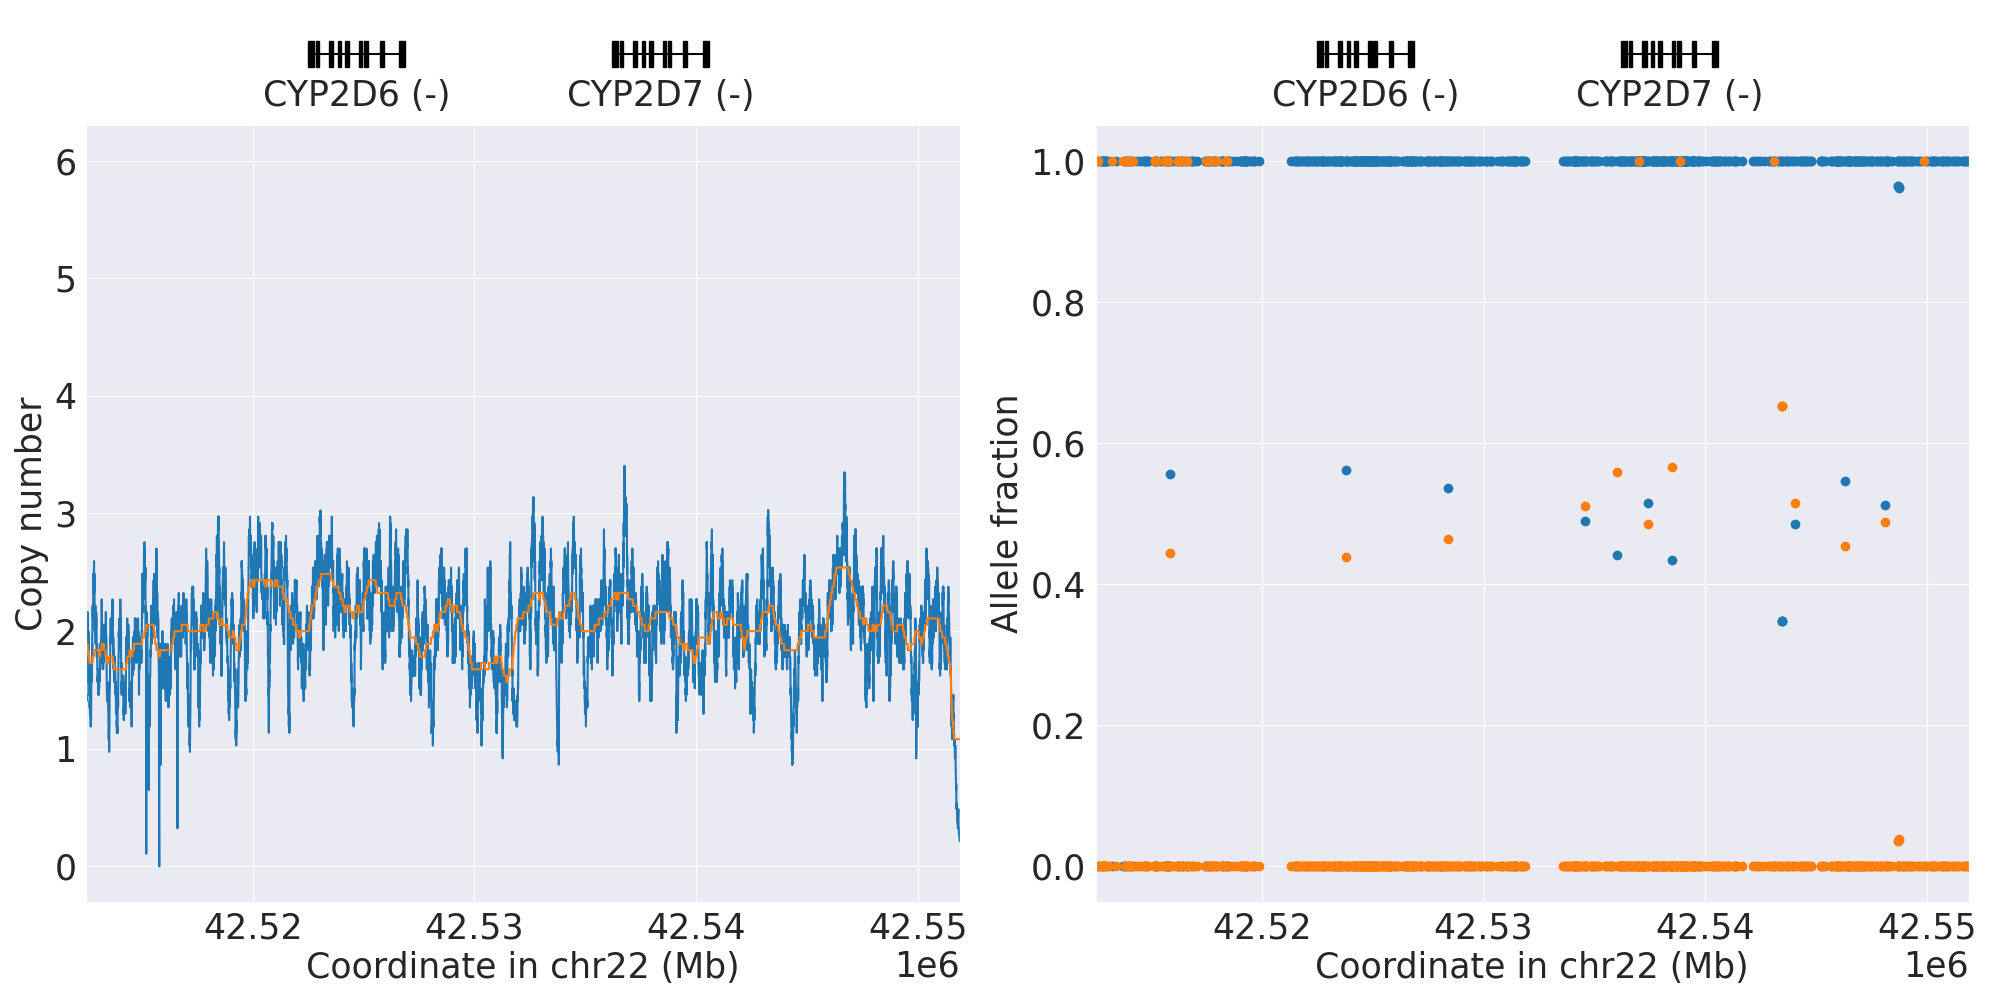 CYP2D6 (-) CYP2D7 (-)
6
5
4
3
2
1
0
Copy number
42.52 42.53 42.54 42.55
Coordinate in chr22 (Mb) 1e6
CYP2D6 (-) CYP2D7 (-)
1.0
0.8
0.6
0.4
0.2
0.0
Allele fraction
42.52 42.53 42.54 42.55
Coordinate in chr22 (Mb) 1e6